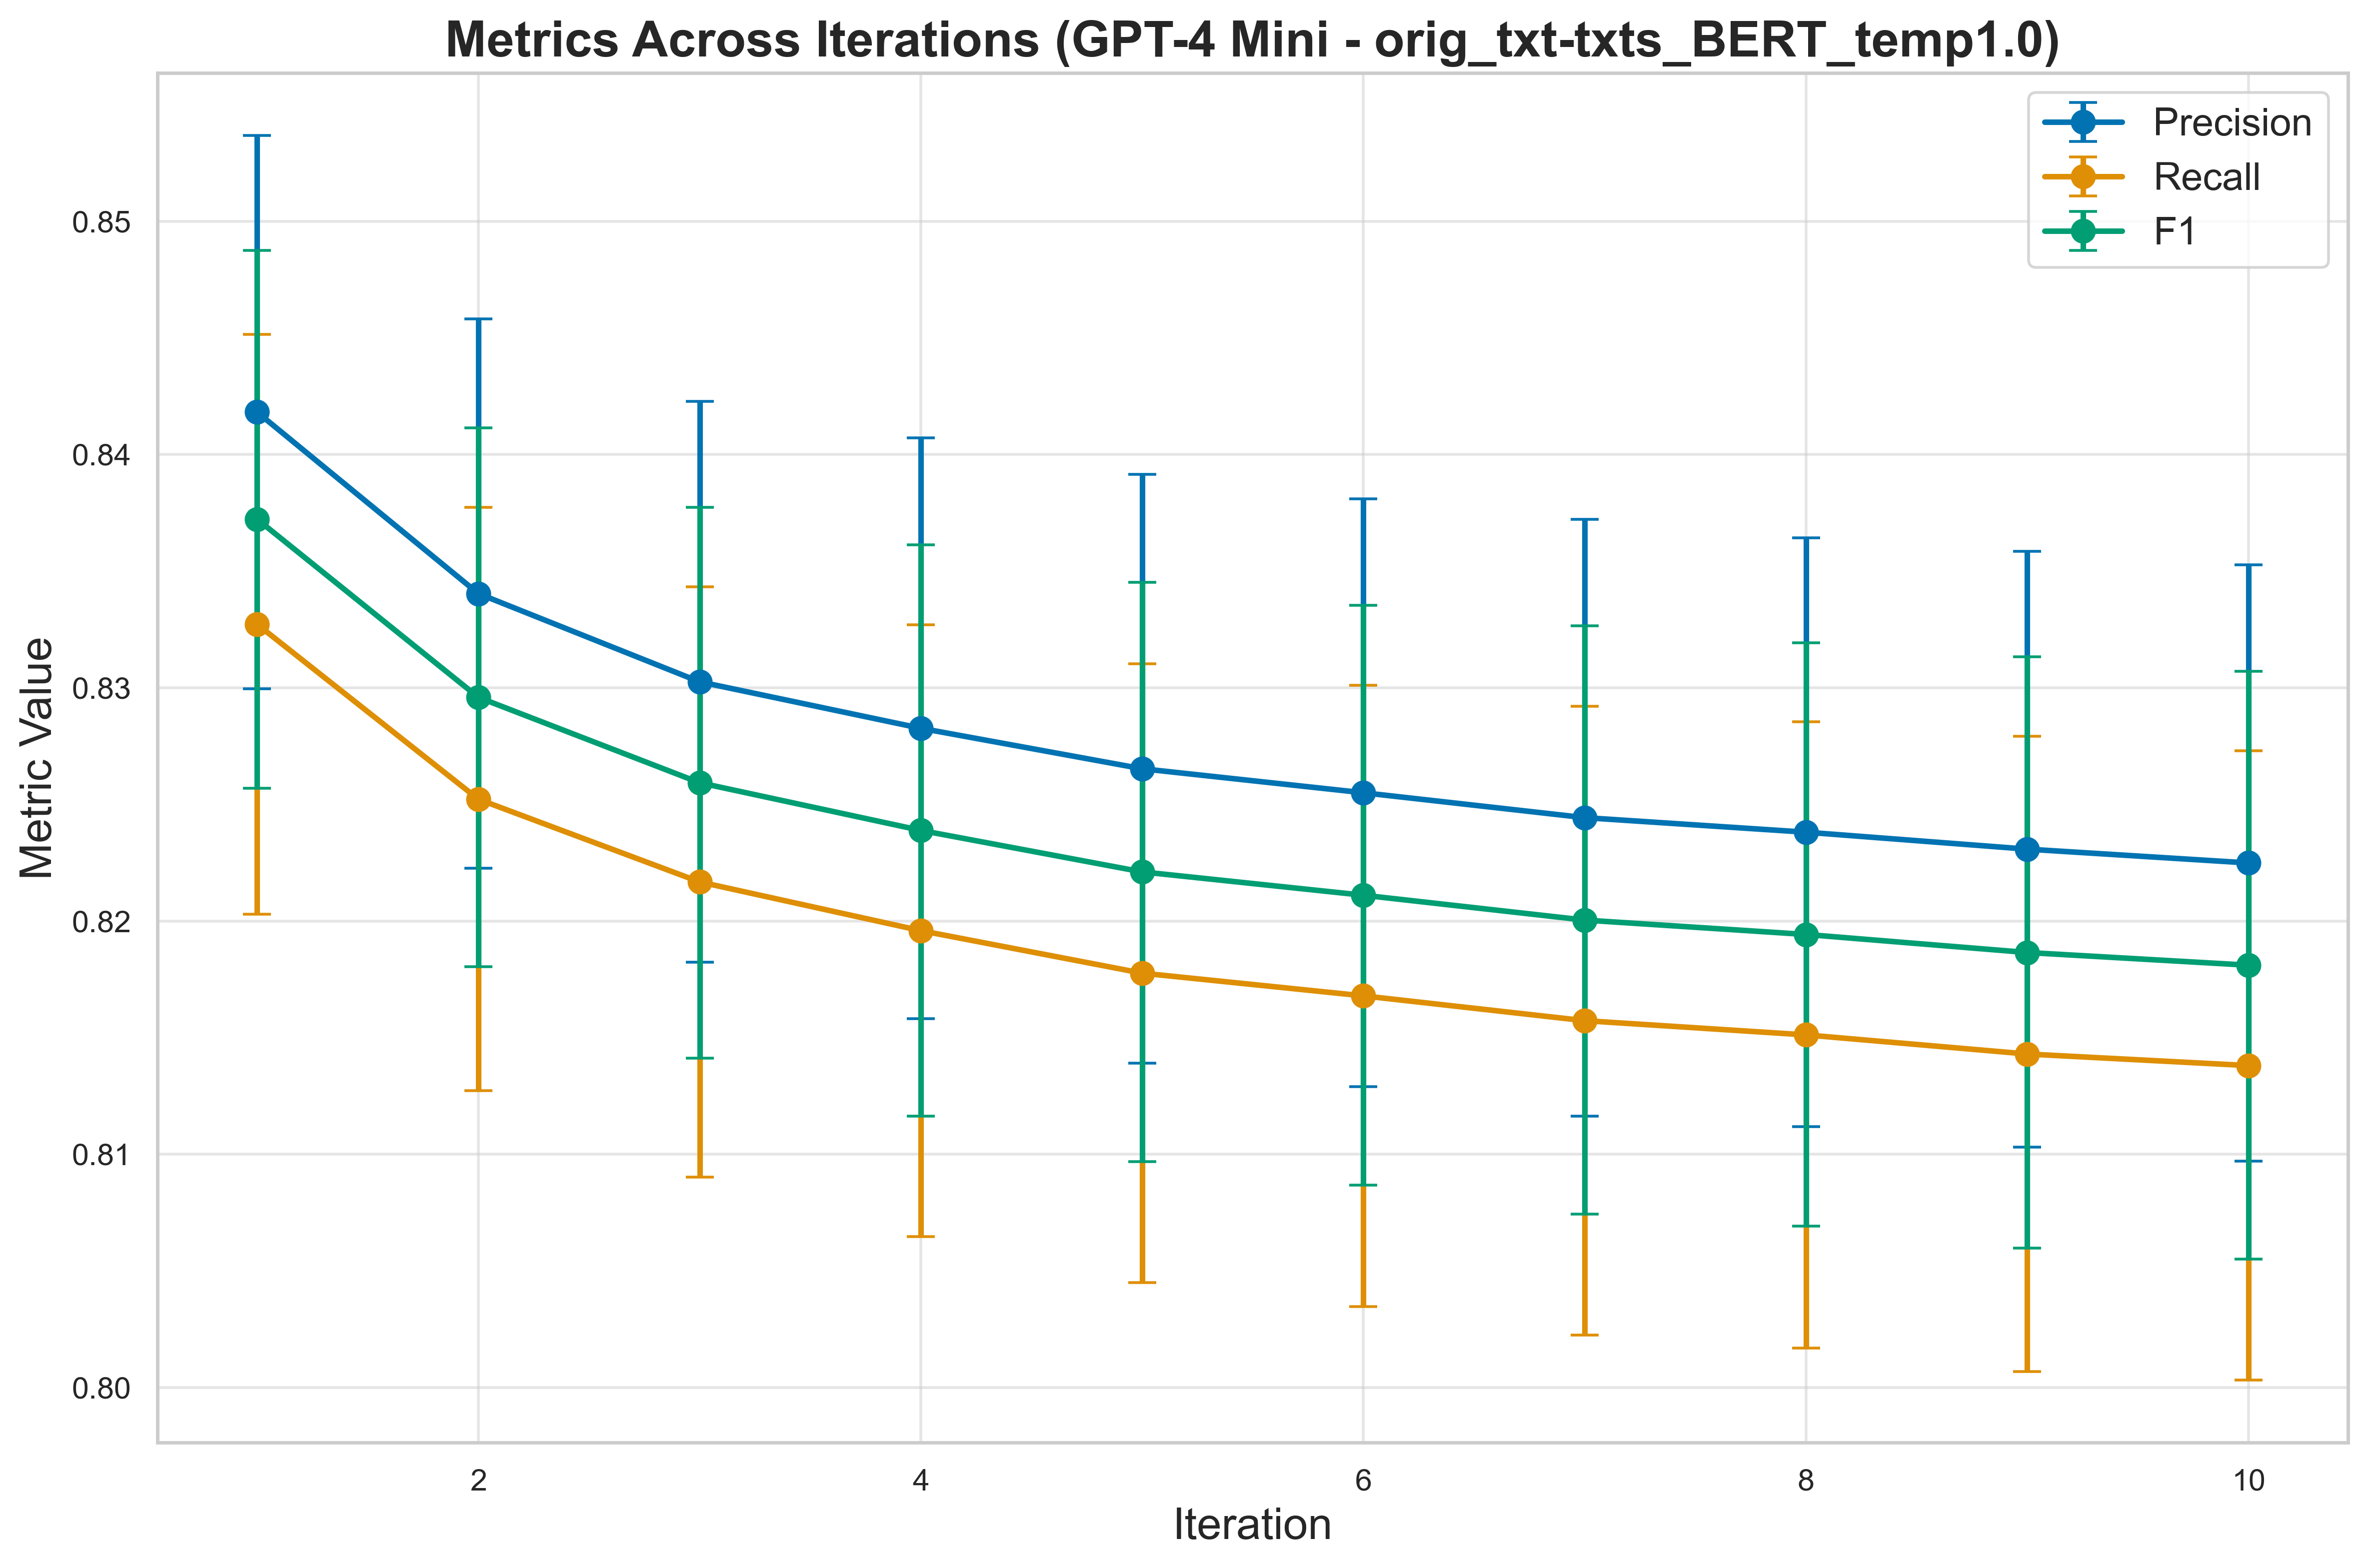 Metrics Across Iterations (GPT-4 Mini - orig_txt-txts_BERT_temp1.0)
Precision
Recall
F1
Metric Value
0.85
0.84
0.83
0.82
0.81
0.80
2
4
6
8
10
Iteration